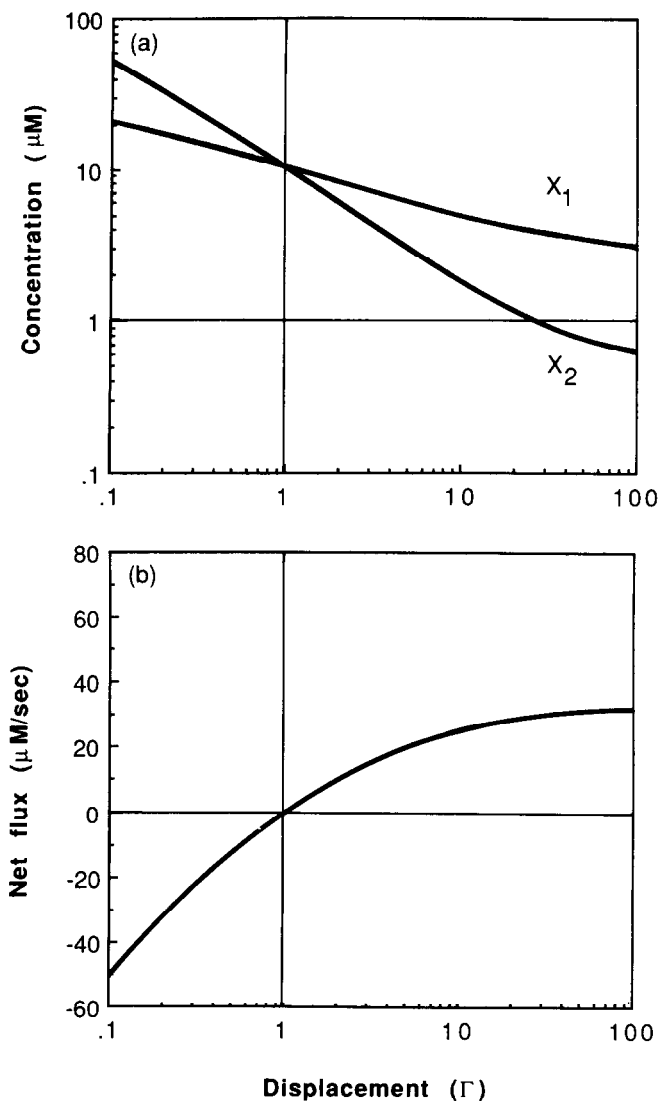 (a)
100
10
1
.1
Concentration (μM)
X1
X2
.1 1 10 100
(b)
80
60
40
20
0
-20
-40
-60
Net flux (μM/sec)
.1 1 10 100
Displacement (Γ)